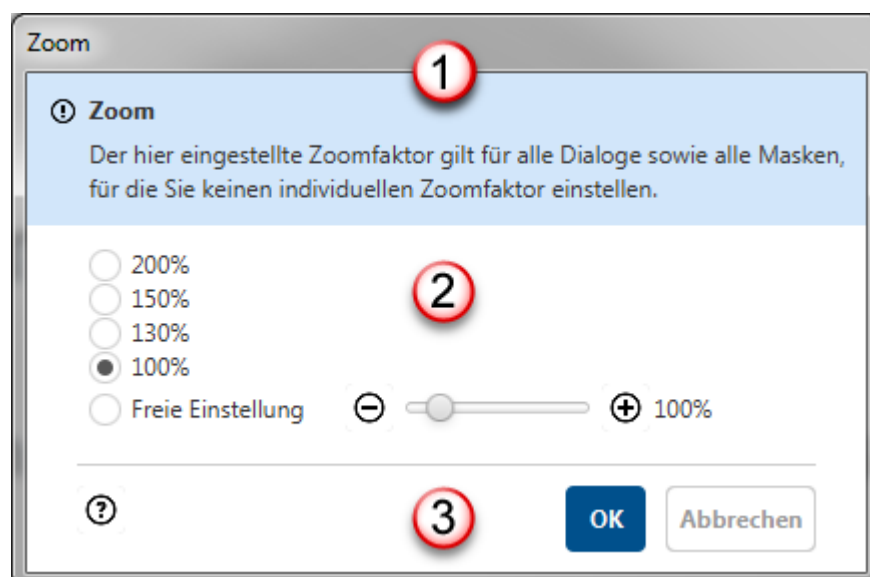 Zoom
1
Zoom
Der hier eingestellte Zoomfaktor gilt für alle Dialoge sowie alle Masken,
für die Sie keinen individuellen Zoomfaktor einstellen.
200%
2
150%
130%
100%
Freie Einstellung 100%
3
OK Abbrechen